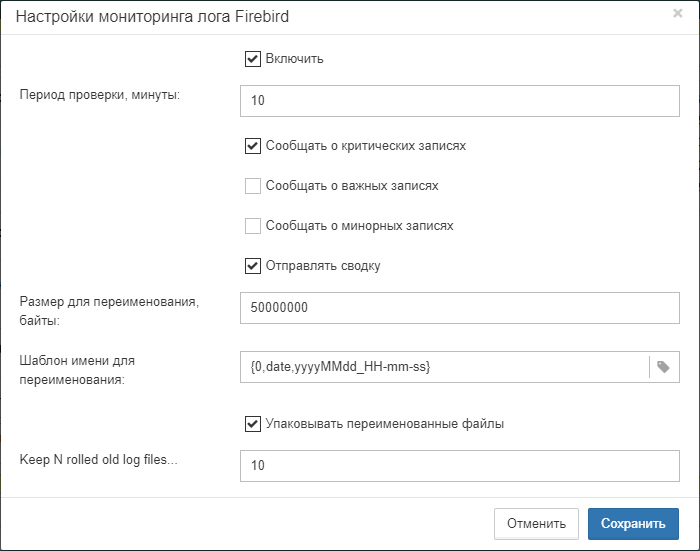 Настройки мониторинга лога Firebird
×
Включить
Период проверки, минуты:
10
Сообщать о критических записях
Сообщать о важных записях
Сообщать о минорных записях
Отправлять сводку
Размер для переименования,
байты:
50000000
Шаблон имени для
переименования:
{0,date,yyyyMMdd_HH-mm-ss}
Упаковывать переименованные файлы
Keep N rolled old log files...
10
Отменить
Сохранить